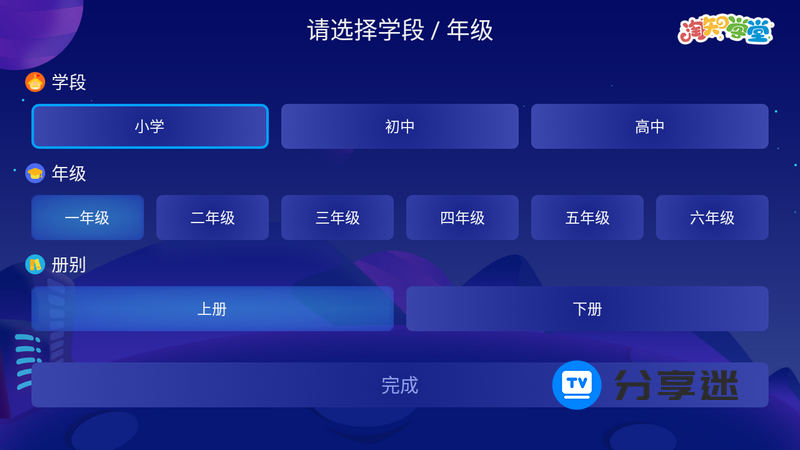 请选择学段 / 年级
淘知学堂
学段
小学 初中 高中
年级
一年级 二年级 三年级 四年级 五年级 六年级
册别
上册 下册
完成
TV 分享迷